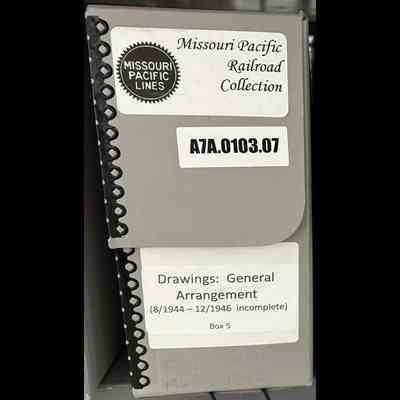 Missouri Pacific
Railroad
Collection
MISSOURI
PACIFIC
LINES
A7A.0103.07
Drawings: General
Arrangement
(8/1944 – 12/1946 incomplete)
Box 5